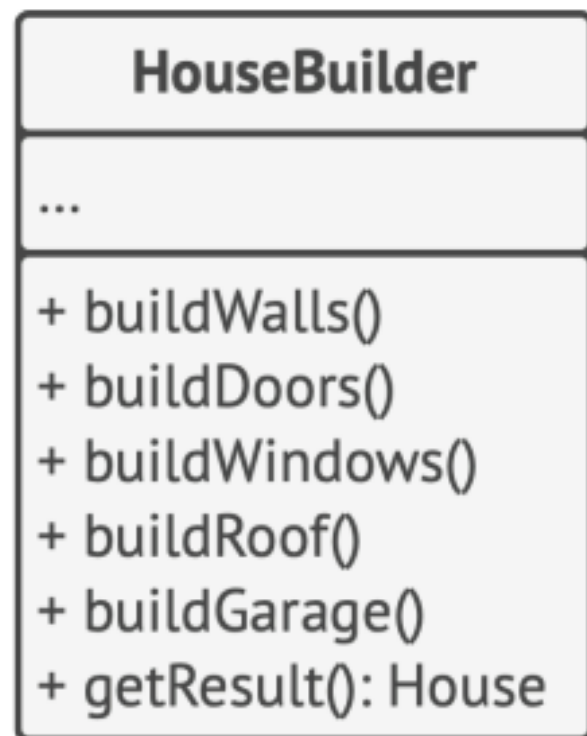 HouseBuilder
...
+ buildWalls()
+ buildDoors()
+ buildWindows()
+ buildRoof()
+ buildGarage()
+ getResult(): House